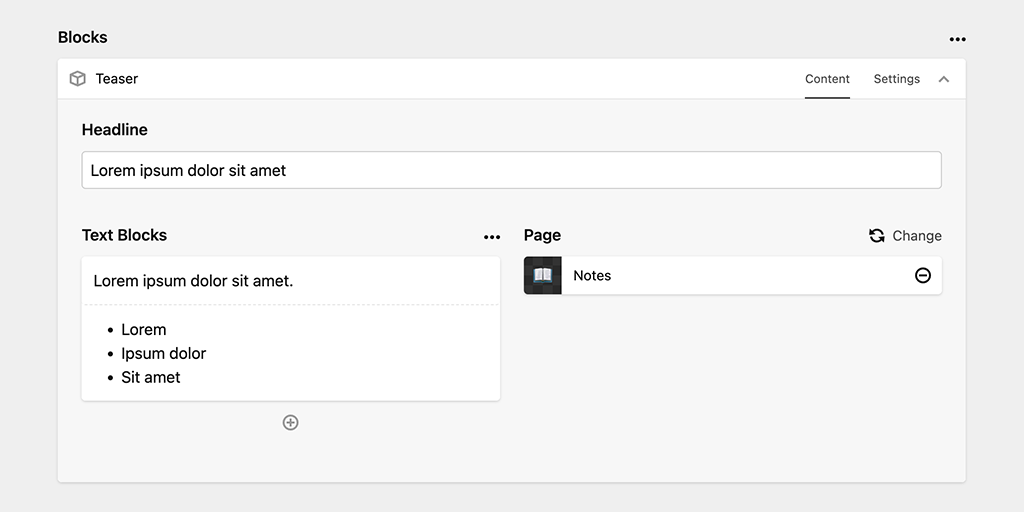 Blocks
Teaser
Content
Settings
Headline
Lorem ipsum dolor sit amet
Text Blocks
Lorem ipsum dolor sit amet.
Lorem
Ipsum dolor
Sit amet
Page
Change
Notes